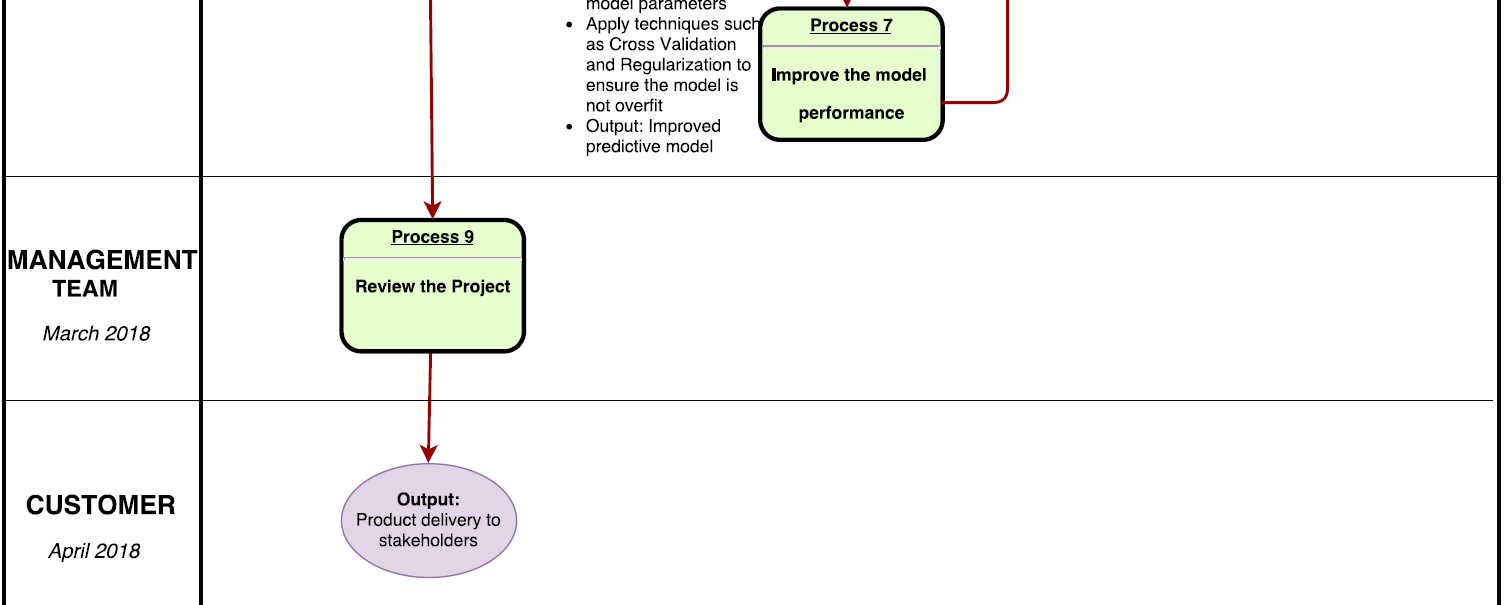 model parameters
• Apply techniques such
as Cross Validation
and Regularization to
ensure the model is
not overfit
• Output: Improved
predictive model
Process 7
Improve the model
performance
MANAGEMENT
TEAM
March 2018
Process 9
Review the Project
CUSTOMER
April 2018
Output:
Product delivery to
stakeholders